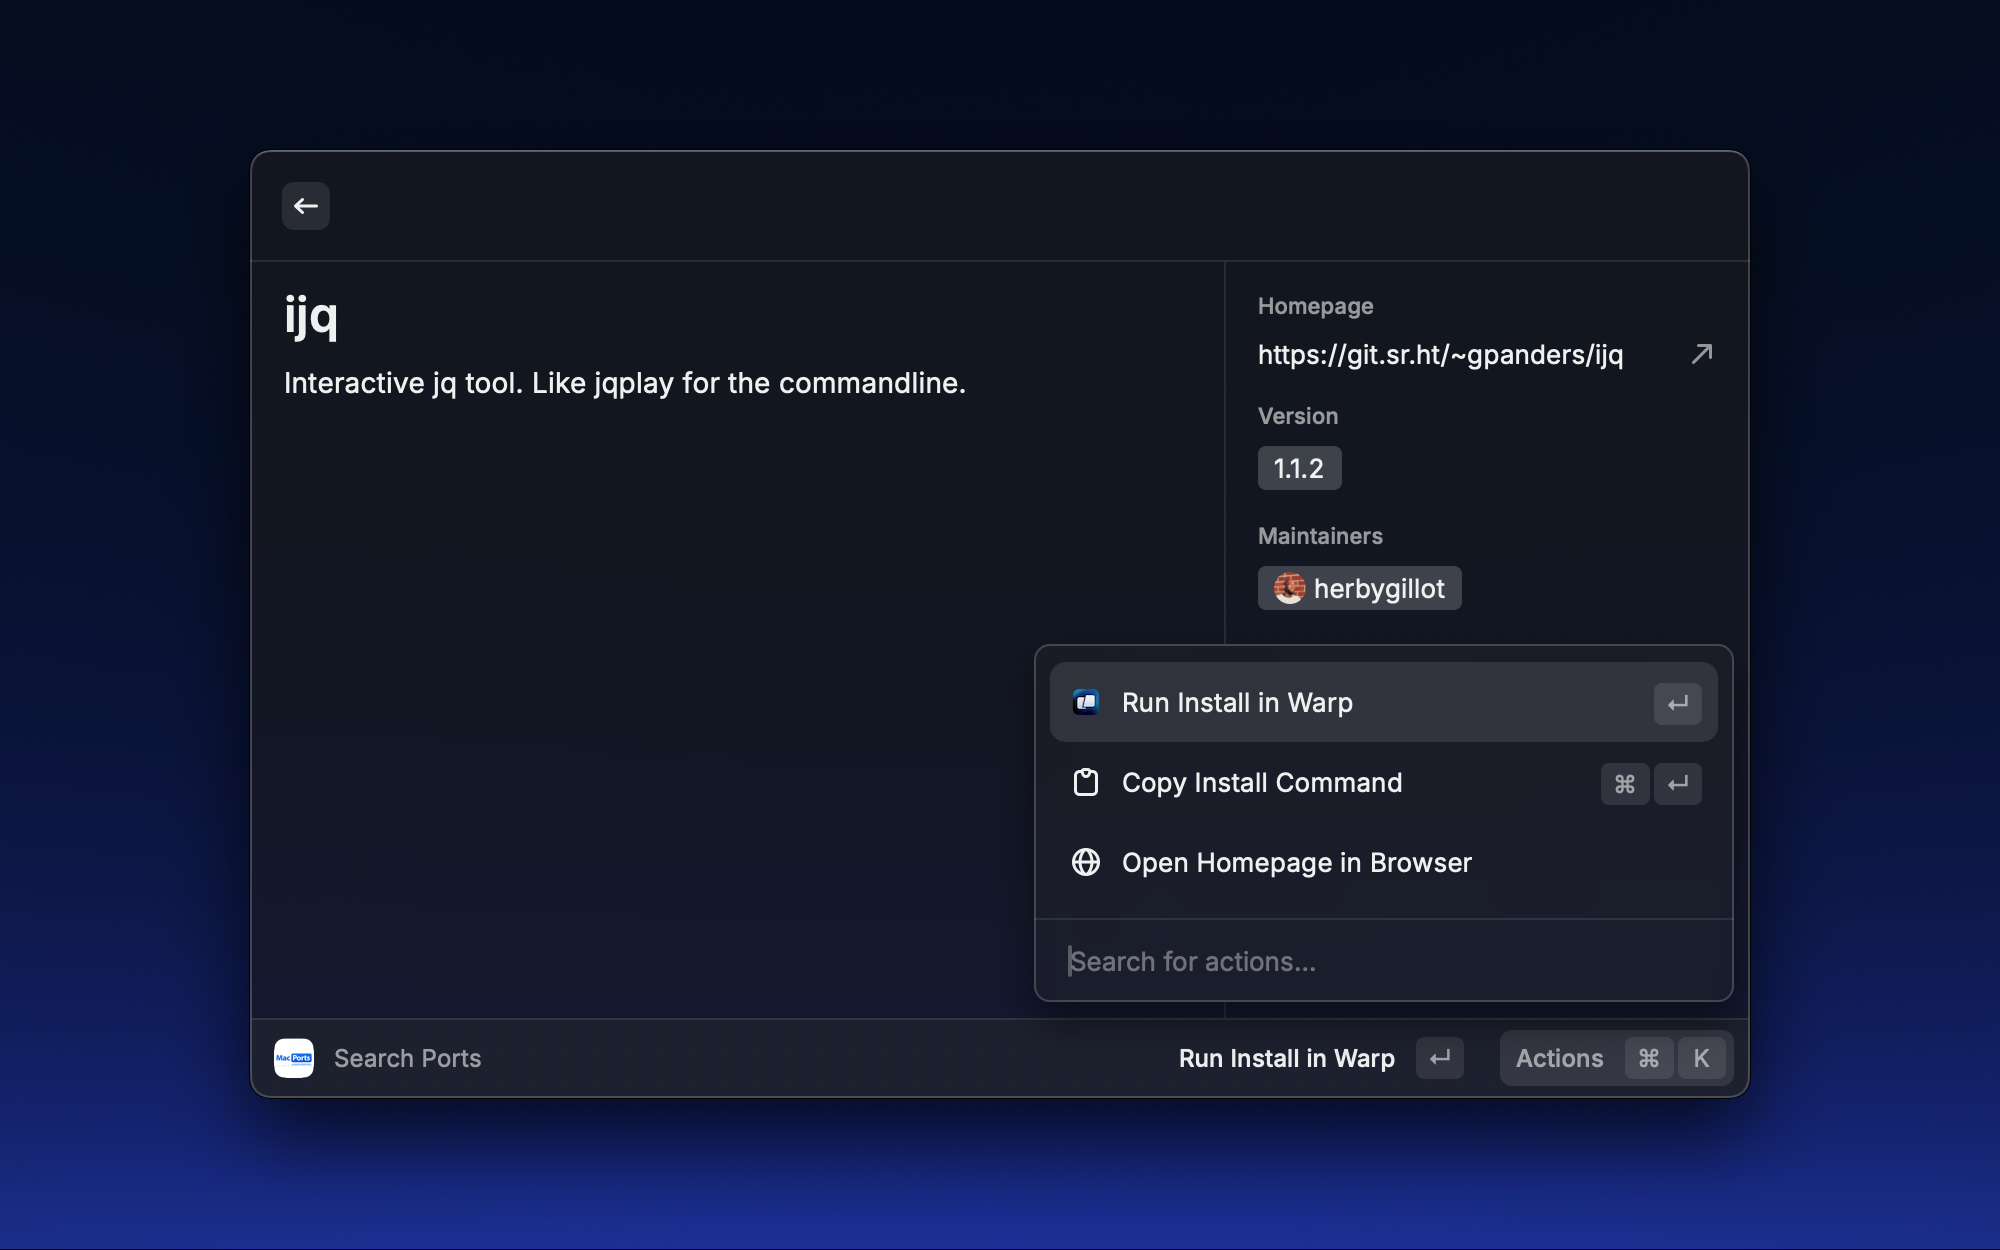 ijq
Interactive jq tool. Like jqplay for the commandline.
Homepage
https://git.sr.ht/~gpanders/ijq
Version
1.1.2
Maintainers
herbygillot
Run Install in Warp
Copy Install Command
⌘
Open Homepage in Browser
Search for actions...
Mac Ports
Search Ports
Run Install in Warp
Actions ⌘ K